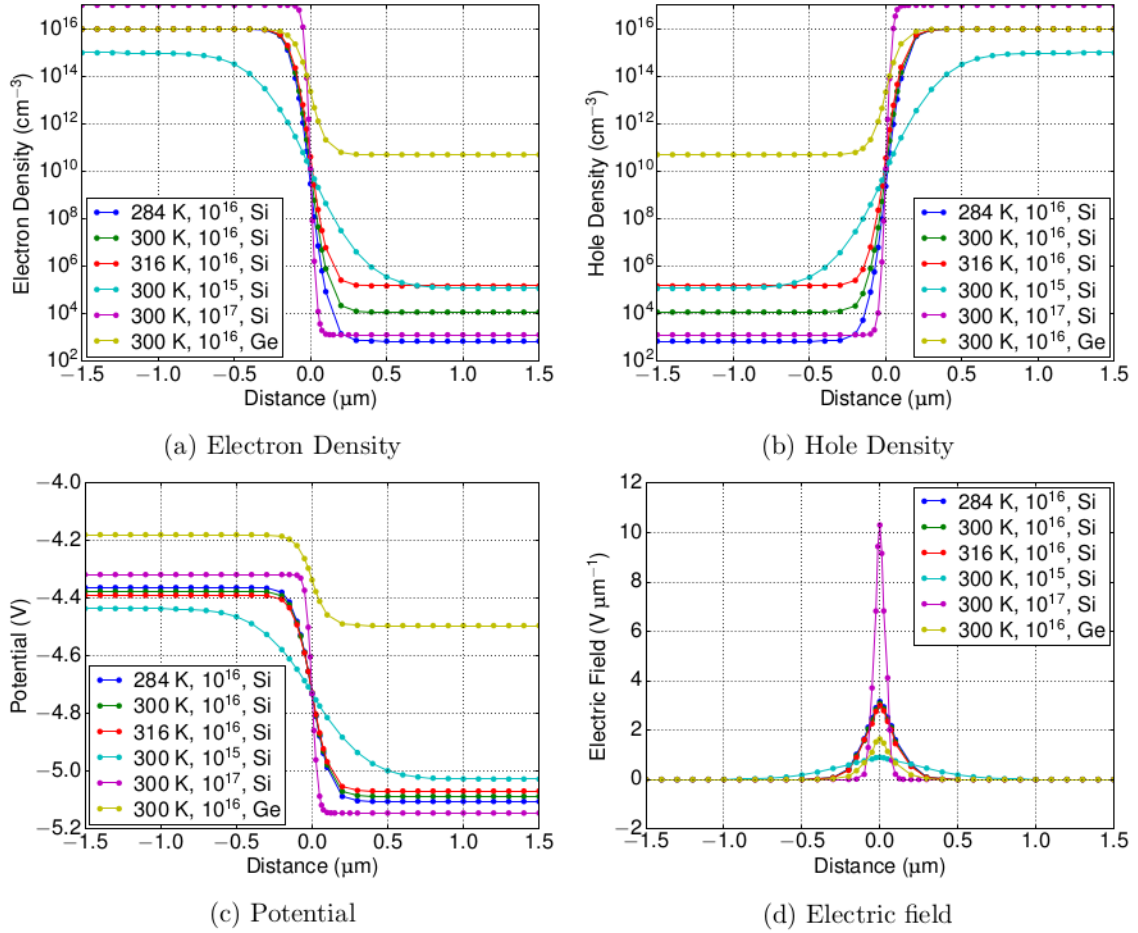 10^16
10^14
10^12
10^10
10^8
10^6
10^4
10^2
Electron Density (cm^−3)
284 K, 10^16, Si
300 K, 10^16, Si
316 K, 10^16, Si
300 K, 10^15, Si
300 K, 10^17, Si
300 K, 10^16, Ge
−1.5 −1.0 −0.5 0.0 0.5 1.0 1.5
Distance (µm)
(a) Electron Density
10^16
10^14
10^12
10^10
10^8
10^6
10^4
10^2
Hole Density (cm^−3)
284 K, 10^16, Si
300 K, 10^16, Si
316 K, 10^16, Si
300 K, 10^15, Si
300 K, 10^17, Si
300 K, 10^16, Ge
−1.5 −1.0 −0.5 0.0 0.5 1.0 1.5
Distance (µm)
(b) Hole Density
−4.0
−4.2
−4.4
−4.6
−4.8
−5.0
−5.2
Potential (V)
284 K, 10^16, Si
300 K, 10^16, Si
316 K, 10^16, Si
300 K, 10^15, Si
300 K, 10^17, Si
300 K, 10^16, Ge
−1.5 −1.0 −0.5 0.0 0.5 1.0 1.5
Distance (µm)
(c) Potential
12
10
8
6
4
2
0
−2
Electric Field (V µm^−1)
284 K, 10^16, Si
300 K, 10^16, Si
316 K, 10^16, Si
300 K, 10^15, Si
300 K, 10^17, Si
300 K, 10^16, Ge
−1.5 −1.0 −0.5 0.0 0.5 1.0 1.5
Distance (µm)
(d) Electric field